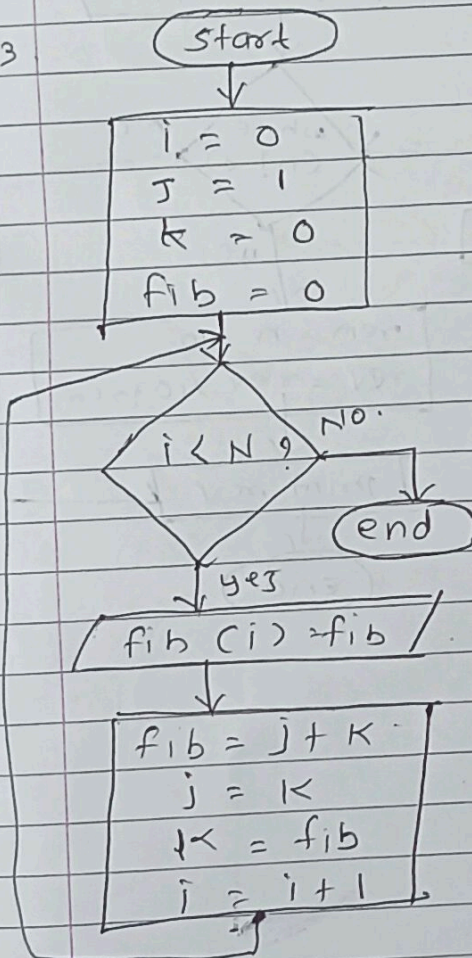 3
Start
i = 0
J = 1
k = 0
fib = 0
i < N ?
NO.
end
yes
fib (i) = fib
fib = j + K
j = K
K = fib
i = i + 1